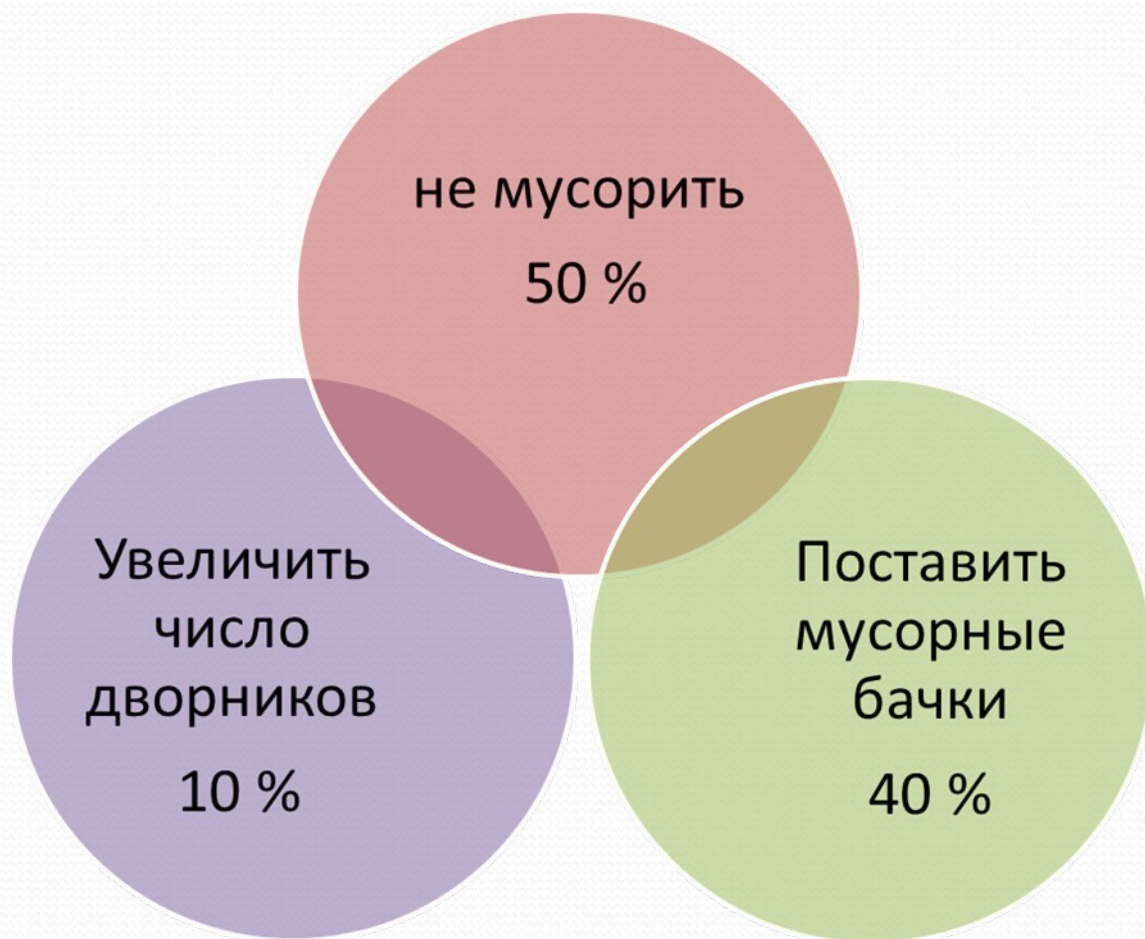 не мусорить
50 %
Увеличить
число
дворников
10 %
Поставить
мусорные
бачки
40 %